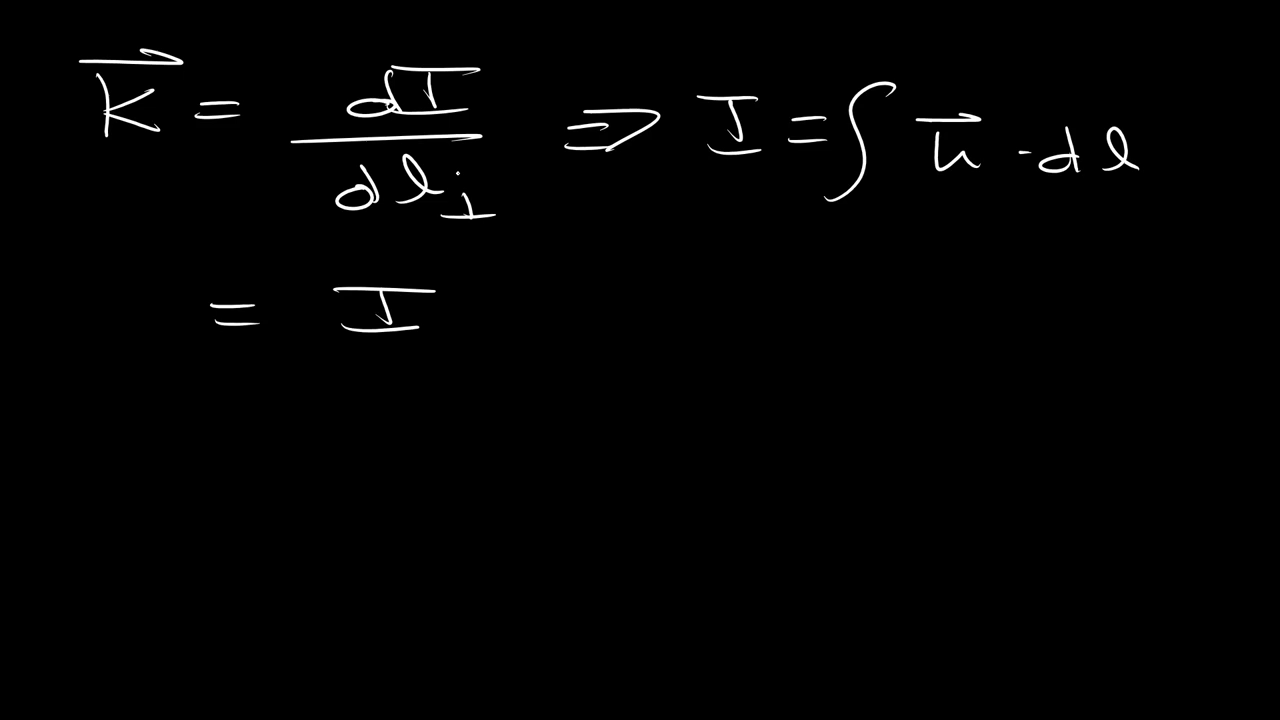 K⃗ = dI / dl⊥ ⇒ I = ∫ K⃗ · dl
= I